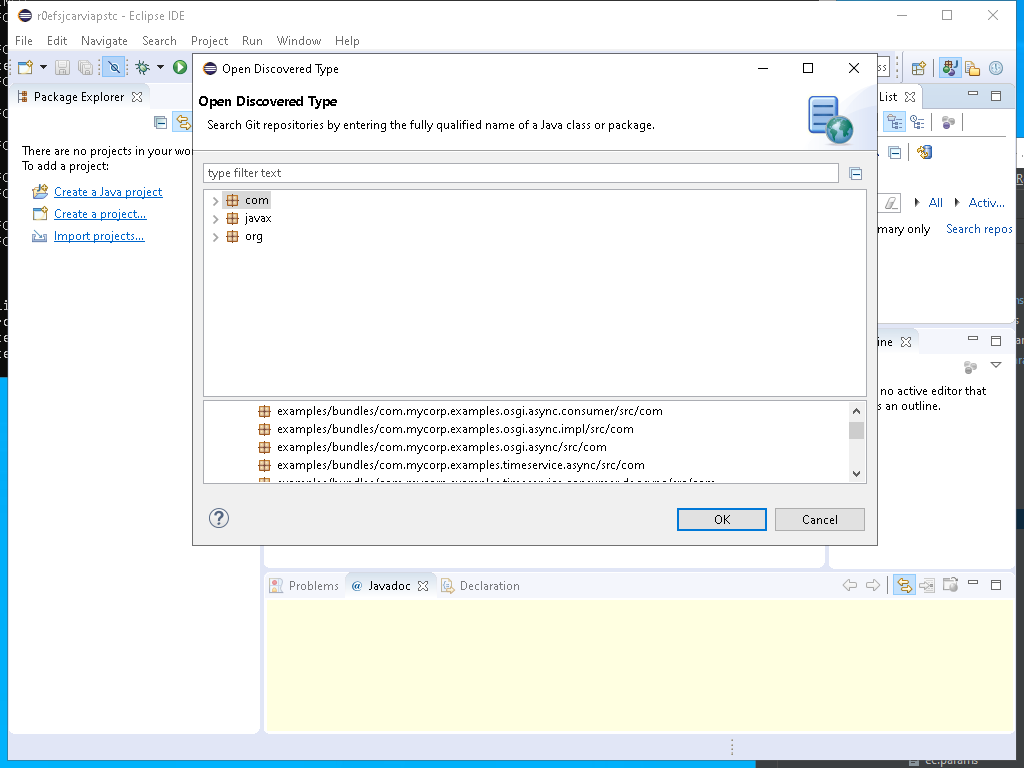 r0efsjcarviapstc - Eclipse IDE
File Edit Navigate Search Project Run Window Help
Open Discovered Type
Package Explorer
List
Open Discovered Type
Search Git repositories by entering the fully qualified name of a Java class or package.
There are no projects in your wo
To add a project:
type filter text
Create a Java project
com
All Activ...
Create a project...
javax
mary only Search repos
Import projects...
org
ine
no active editor that
s an outline.
examples/bundles/com.mycorp.examples.osgi.async.consumer/src/com
examples/bundles/com.mycorp.examples.osgi.async.impl/src/com
examples/bundles/com.mycorp.examples.osgi.async/src/com
examples/bundles/com.mycorp.examples.timeservice.async/src/com
OK Cancel
Problems @ Javadoc Declaration
ec.params